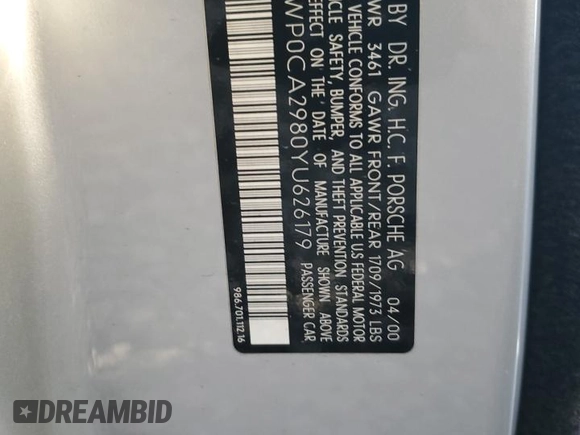 BY DR. ING. H.C. F. PORSCHE AG 04/00
3461 GAWR FRONT/REAR 1709/1973 LBS
VEHICLE CONFORMS TO ALL APPLICABLE US FEDERAL MOTOR
VEHICLE SAFETY, BUMPER, AND THEFT PREVENTION STANDARDS
EFFECT ON THE DATE OF MANUFACTURE SHOWN ABOVE
WP0CA2980YU626179 PASSENGER CAR
986.701.112.16
DREAMBID